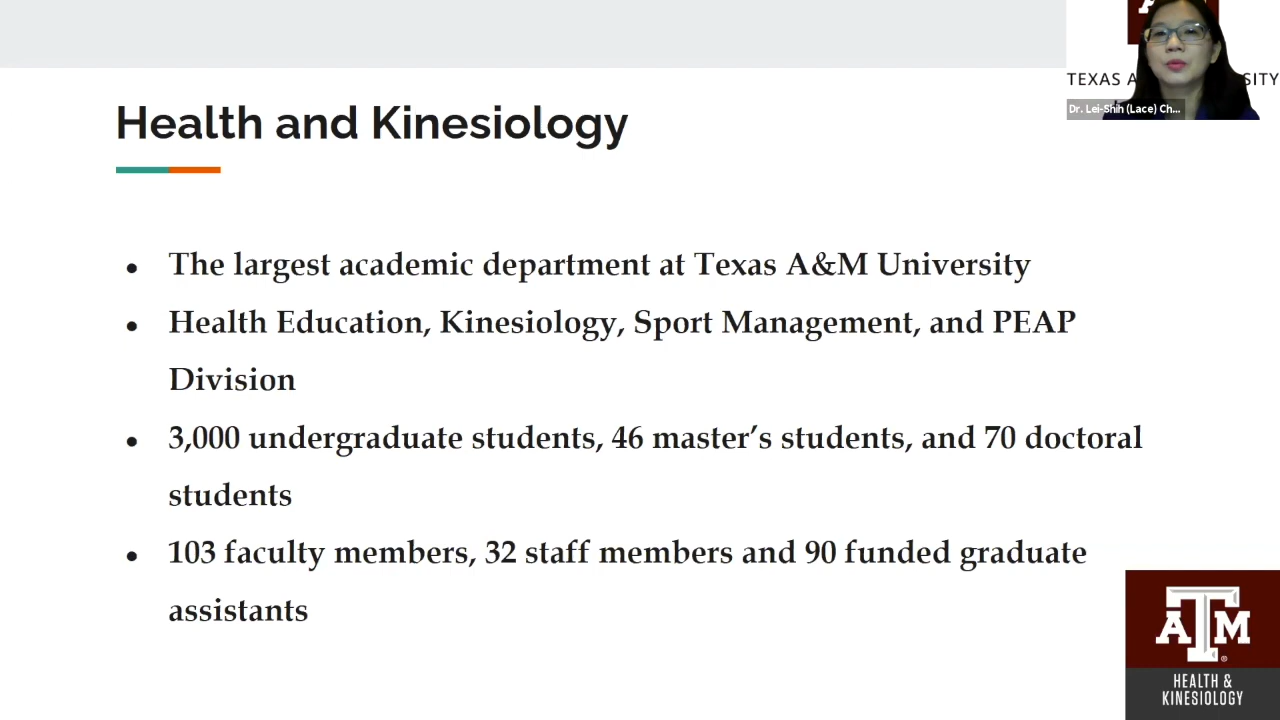 Health and Kinesiology
TEXAS A
SITY
Dr. Lei-Shih (Lace) Ch...
● The largest academic department at Texas A&M University
● Health Education, Kinesiology, Sport Management, and PEAP
Division
● 3,000 undergraduate students, 46 master’s students, and 70 doctoral
students
● 103 faculty members, 32 staff members and 90 funded graduate
assistants
ATM®
HEALTH &
KINESIOLOGY